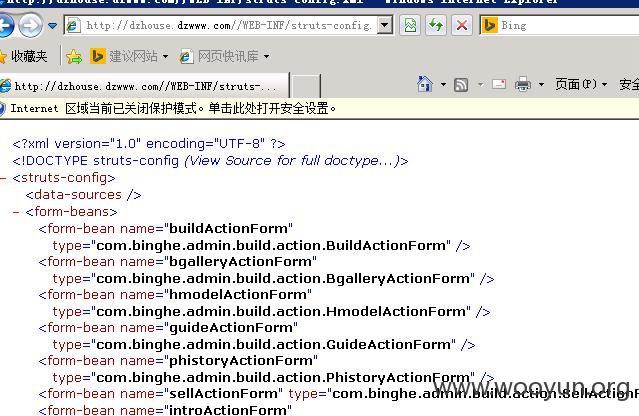 http://dzhouse.dzwww.com//WEB-INF/struts-config.xml - Windows Internet Explorer
http://dzhouse.dzwww.com//WEB-INF/struts-config. Bing
收藏夹 建议网站 网页快讯库
http://dzhouse.dzwww.com//WEB-INF/struts-... 页面(P) 安全
Internet 区域当前已关闭保护模式。单击此处打开安全设置。
<?xml version="1.0" encoding="UTF-8" ?>
<!DOCTYPE struts-config (View Source for full doctype...)>
- <struts-config>
<data-sources />
- <form-beans>
<form-bean name="buildActionForm"
type="com.binghe.admin.build.action.BuildActionForm" />
<form-bean name="bgalleryActionForm"
type="com.binghe.admin.build.action.BgalleryActionForm" />
<form-bean name="hmodelActionForm"
type="com.binghe.admin.build.action.HmodelActionForm" />
<form-bean name="guideActionForm"
type="com.binghe.admin.build.action.GuideActionForm" />
<form-bean name="phistoryActionForm"
type="com.binghe.admin.build.action.PhistoryActionForm" />
<form-bean name="sellActionForm" type="com.binghe.admin.build.action.SellActionF
<form-bean name="introActionForm"
www.wooyun.org